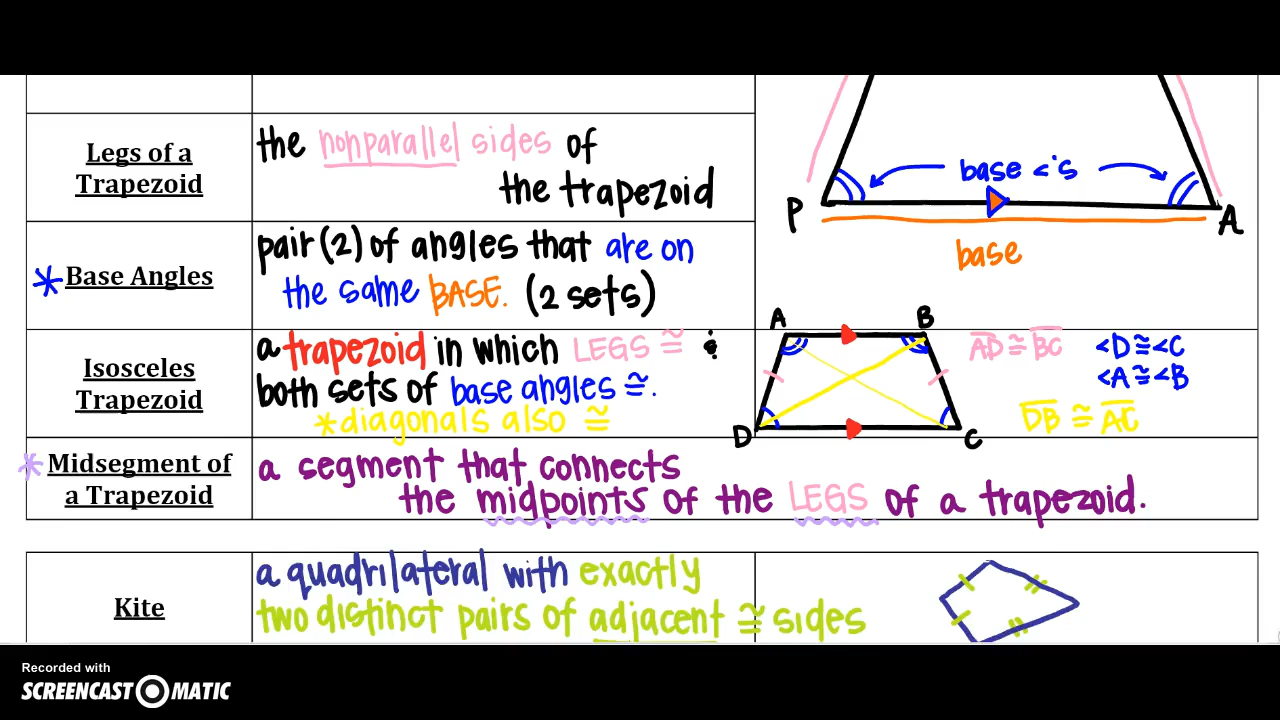 Legs of a
Trapezoid
the nonparallel sides of
the trapezoid
base <'s
P
A
base
* Base Angles
pair (2) of angles that are on
the same BASE. (2 sets)
Isosceles
Trapezoid
a trapezoid in which LEGS ≅ &
both sets of base angles ≅.
*diagonals also ≅
A
B
D
C
AD ≅ BC
<D ≅ <C
<A ≅ <B
DB ≅ AC
* Midsegment of
a Trapezoid
a segment that connects
the midpoints of the LEGS of a trapezoid.
Kite
a quadrilateral with exactly
two distinct pairs of adjacent ≅ sides
Recorded with
SCREENCAST MATIC